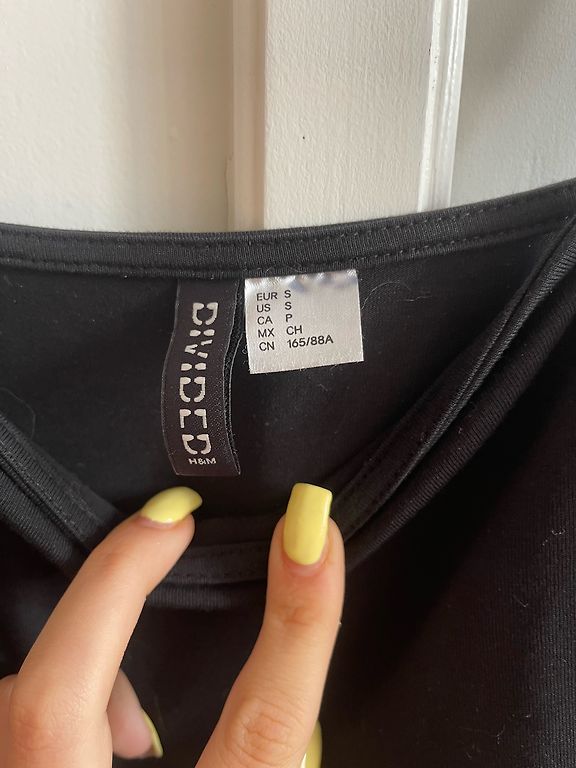 DIVIDED
H&M
EUR S
US S
CA P
MX CH
CN 165/88A